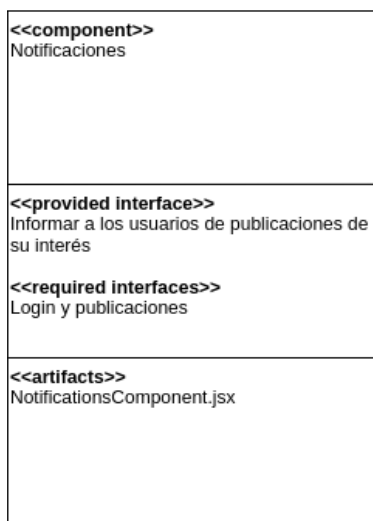 <<component>>
Notificaciones
<<provided interface>>
Informar a los usuarios de publicaciones de
su interés
<<required interfaces>>
Login y publicaciones
<<artifacts>>
NotificationsComponent.jsx